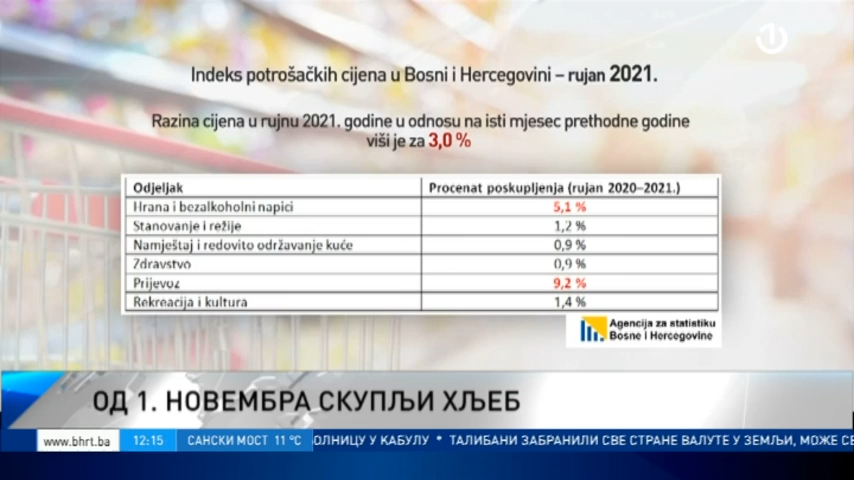 1
Indeks potrošačkih cijena u Bosni i Hercegovini – rujan 2021.
Razina cijena u rujnu 2021. godine u odnosu na isti mjesec prethodne godine
viši je za 3,0 %
Odjeljak Procenat poskupljenja (rujan 2020–2021.)
Hrana i bezalkoholni napici 5,1 %
Stanovanje i režije 1,2 %
Namještaj i redovito održavanje kuće 0,9 %
Zdravstvo 0,9 %
Prijevoz 9,2 %
Rekreacija i kultura 1,4 %
Agencija za statistiku
Bosne i Hercegovine
ОД 1. НОВЕМБРА СКУПЉИ ХЉЕБ
www.bhrt.ba 12:15 САНСКИ МОСТ 11 °C ОЛНИЦУ У КАБУЛУ * ТАЛИБАНИ ЗАБРАНИЛИ СВЕ СТРАНЕ ВАЛУТЕ У ЗЕМЉИ, МОЖЕ СЕ